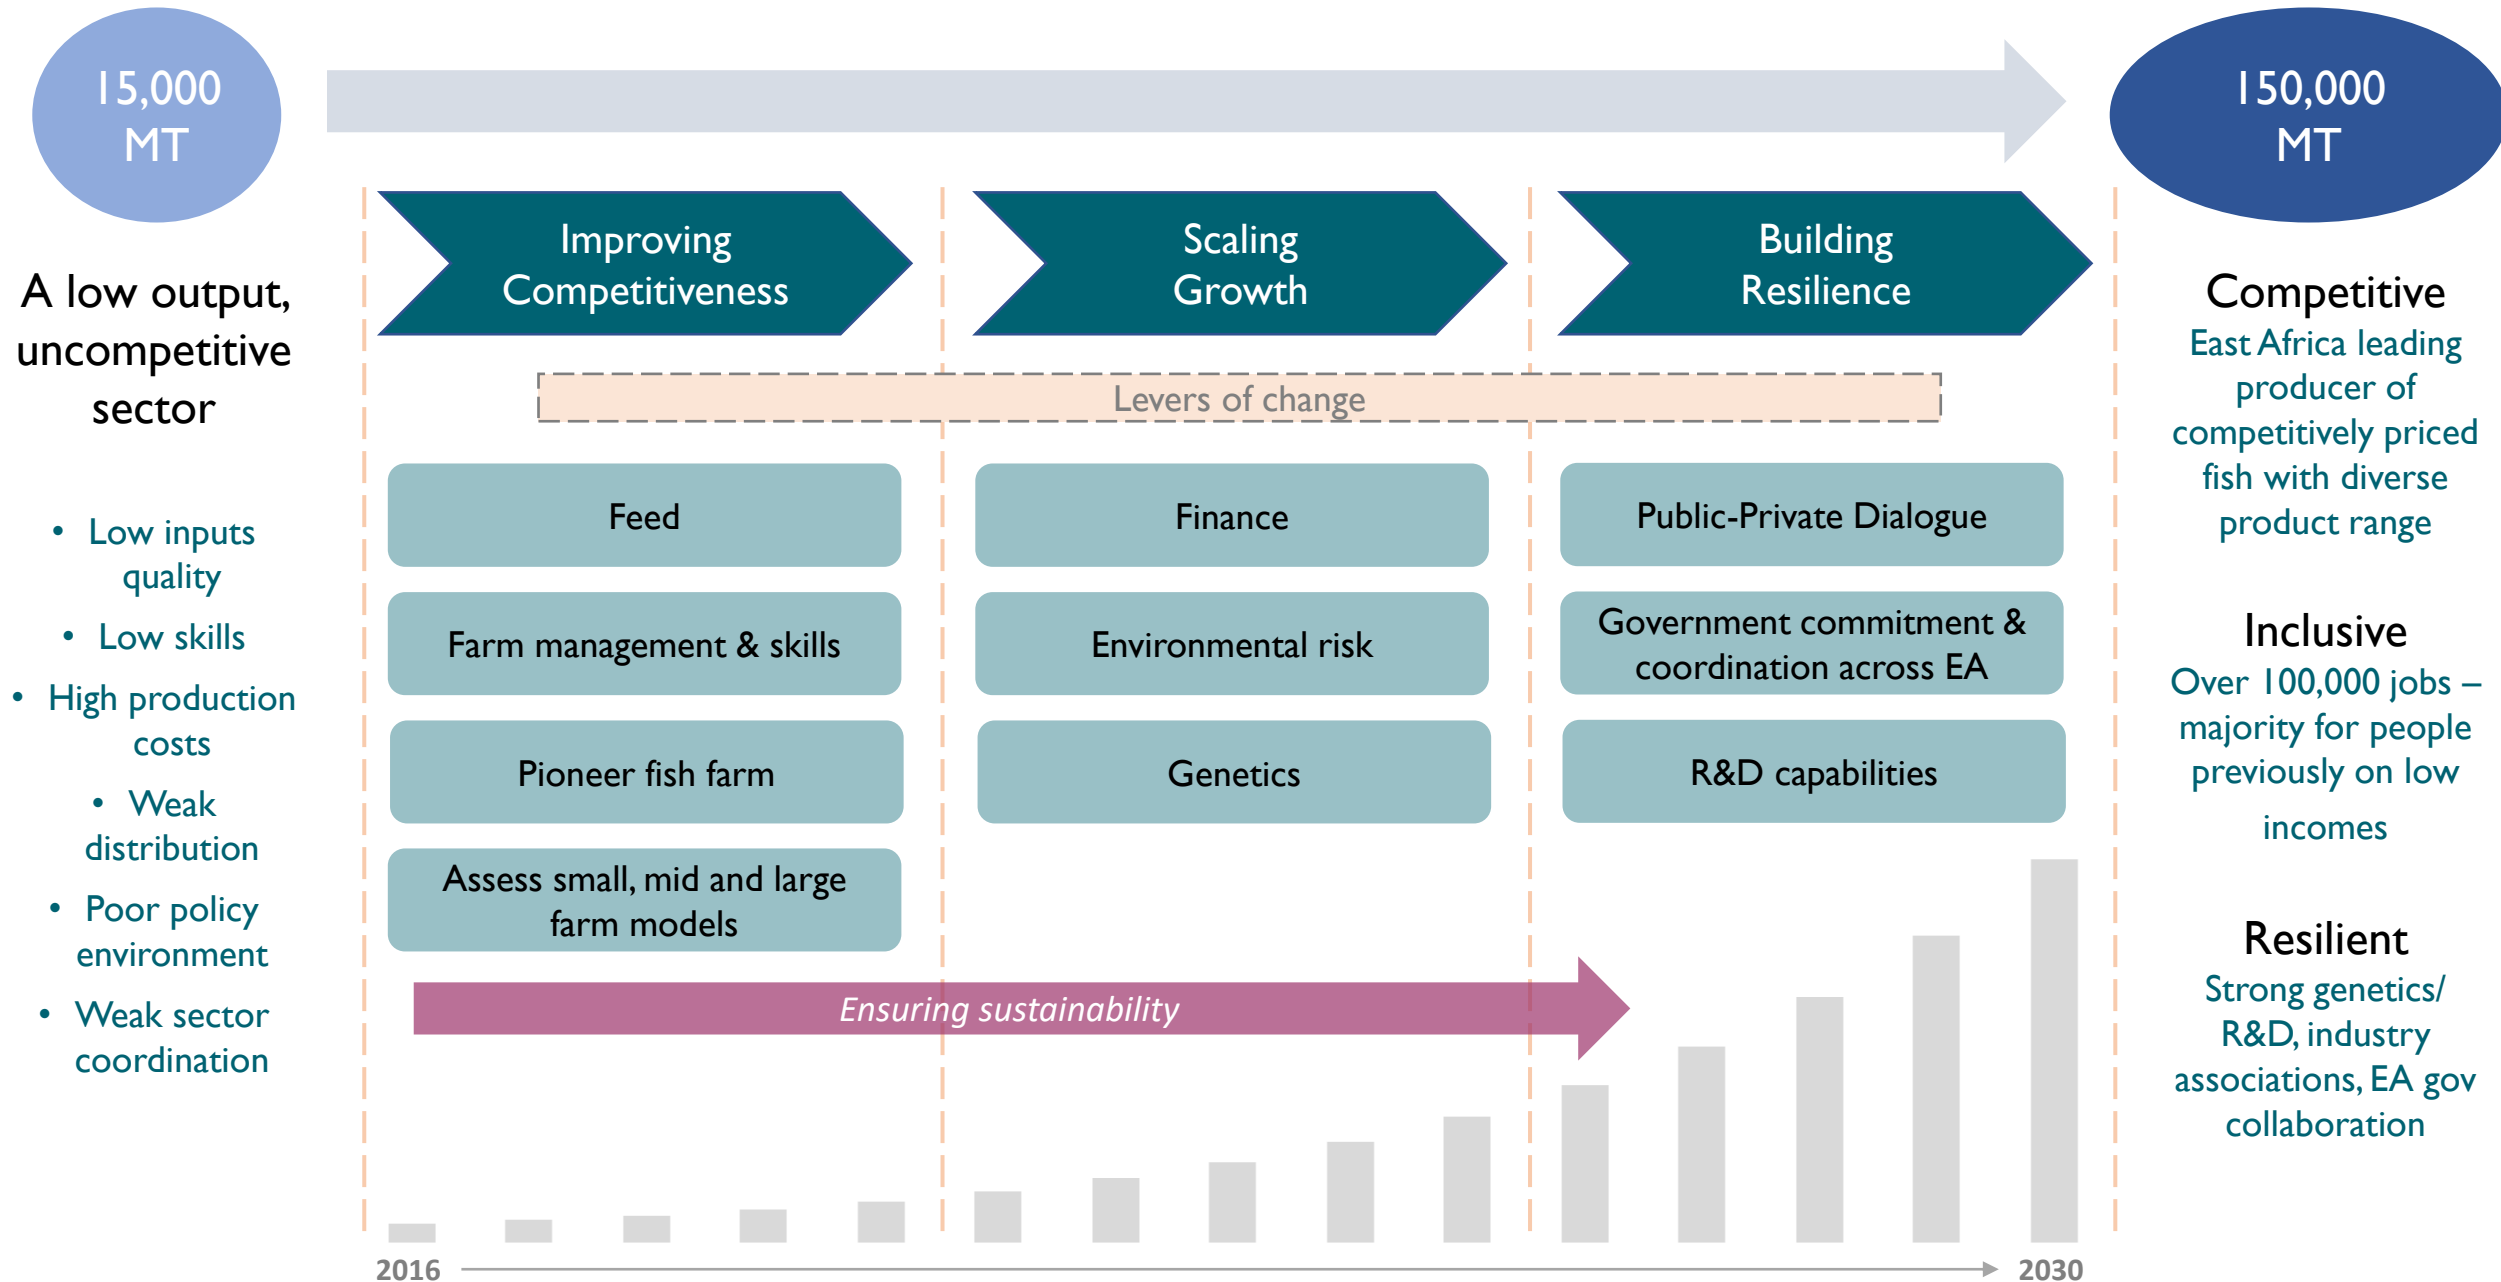 15,000
MT
150,000
MT
A low output,
uncompetitive
sector
• Low inputs
quality
• Low skills
• High production
costs
• Weak
distribution
• Poor policy
environment
• Weak sector
coordination
Improving
Competitiveness
Scaling
Growth
Building
Resilience
Levers of change
Feed
Farm management & skills
Pioneer fish farm
Assess small, mid and large
farm models
Finance
Environmental risk
Genetics
Public-Private Dialogue
Government commitment &
coordination across EA
R&D capabilities
Ensuring sustainability
2016
2030
Competitive
East Africa leading
producer of
competitively priced
fish with diverse
product range
Inclusive
Over 100,000 jobs –
majority for people
previously on low
incomes
Resilient
Strong genetics/
R&D, industry
associations, EA gov
collaboration